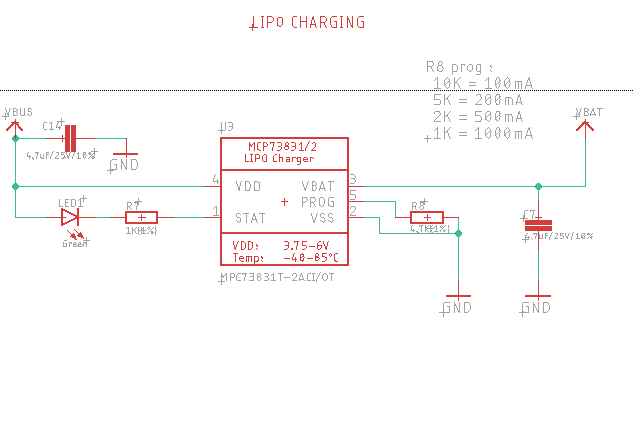 LIPO CHARGING
R8 prog :
10K = 100mA
5K = 200mA
2K = 500mA
1K = 1000mA
VBUS
VBAT
C14
4.7uF/25V/10%
GND
U3
MCP73831/2
LIPO Charger
4 VDD VBAT 3
PROG 5
1 STAT VSS 2
VDD: 3.75-6V
Temp: -40-85°C
MPC73831T-2ACI/OT
LED1
Green
R7
1K(1%)
R8
4.7K(1%)
C7
4.7uF/25V/10%
GND
GND